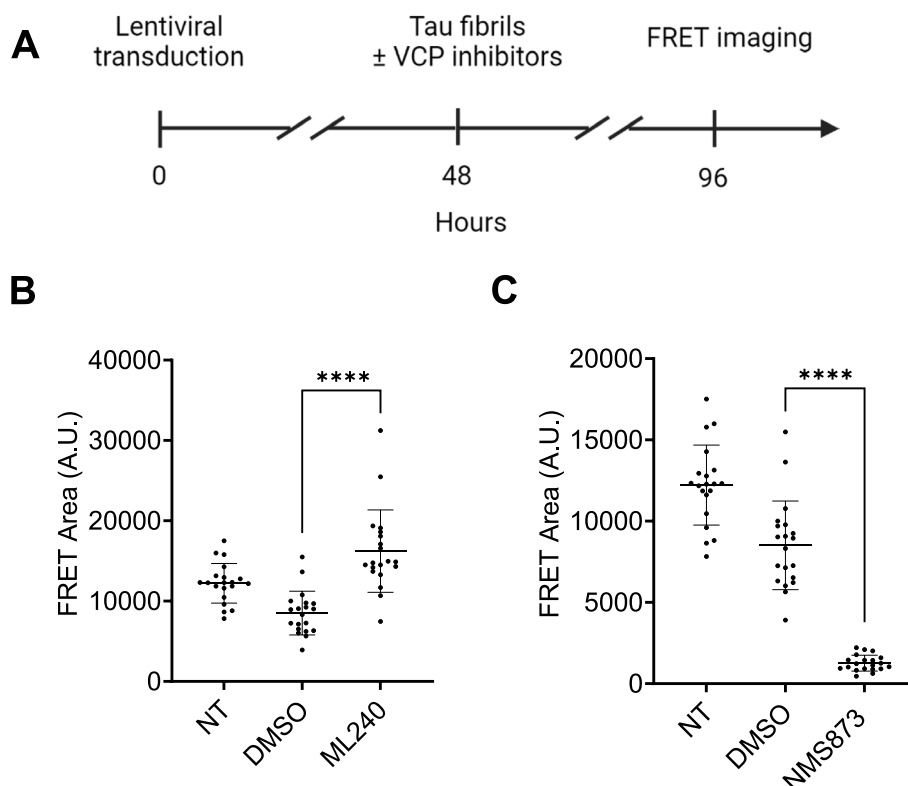 A
Lentiviral
transduction
Tau fibrils
± VCP inhibitors
FRET imaging
0
48
96
Hours
B
FRET Area (A.U.)
40000
30000
20000
10000
0
****
NT
DMSO
ML240
C
FRET Area (A.U.)
20000
15000
10000
5000
0
****
NT
DMSO
NMS873